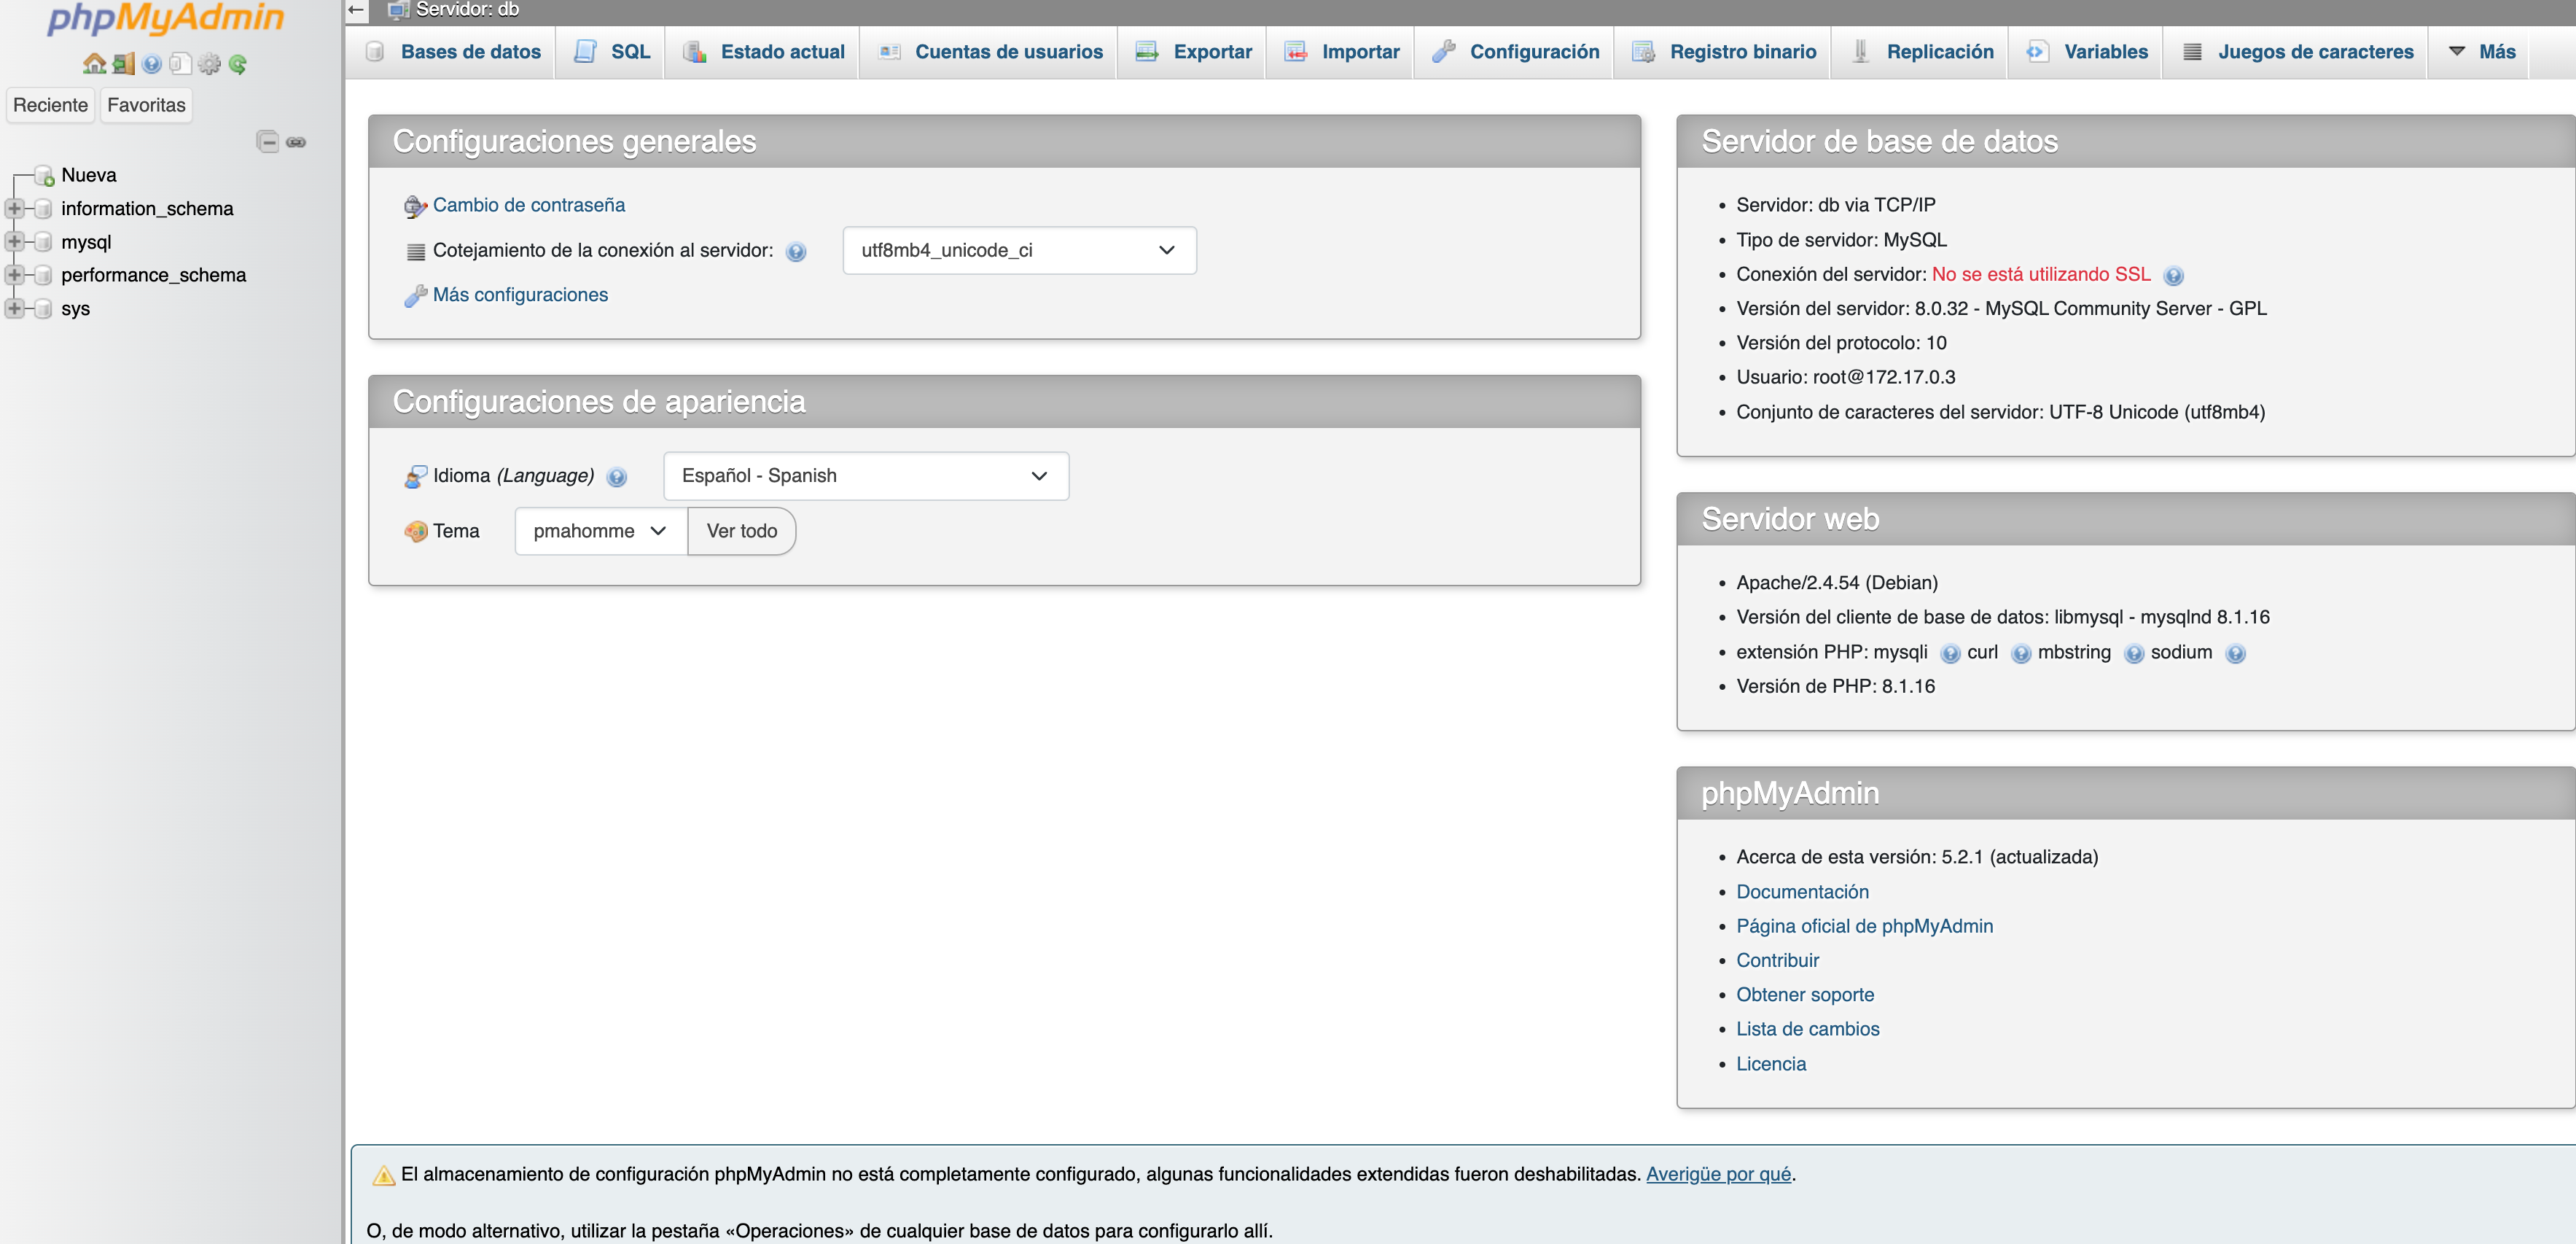 phpMyAdmin
Reciente Favoritas
Nueva
information_schema
mysql
performance_schema
sys
Servidor: db
Bases de datos SQL Estado actual Cuentas de usuarios Exportar Importar Configuración Registro binario Replicación Variables Juegos de caracteres Más
Configuraciones generales
Cambio de contraseña
Cotejamiento de la conexión al servidor: utf8mb4_unicode_ci
Más configuraciones
Configuraciones de apariencia
Idioma (Language) Español - Spanish
Tema pmahomme Ver todo
Servidor de base de datos
• Servidor: db via TCP/IP
• Tipo de servidor: MySQL
• Conexión del servidor: No se está utilizando SSL
• Versión del servidor: 8.0.32 - MySQL Community Server - GPL
• Versión del protocolo: 10
• Usuario: root@172.17.0.3
• Conjunto de caracteres del servidor: UTF-8 Unicode (utf8mb4)
Servidor web
• Apache/2.4.54 (Debian)
• Versión del cliente de base de datos: libmysql - mysqlnd 8.1.16
• extensión PHP: mysqli curl mbstring sodium
• Versión de PHP: 8.1.16
phpMyAdmin
• Acerca de esta versión: 5.2.1 (actualizada)
• Documentación
• Página oficial de phpMyAdmin
• Contribuir
• Obtener soporte
• Lista de cambios
• Licencia
El almacenamiento de configuración phpMyAdmin no está completamente configurado, algunas funcionalidades extendidas fueron deshabilitadas. Averigüe por qué.
O, de modo alternativo, utilizar la pestaña «Operaciones» de cualquier base de datos para configurarlo allí.